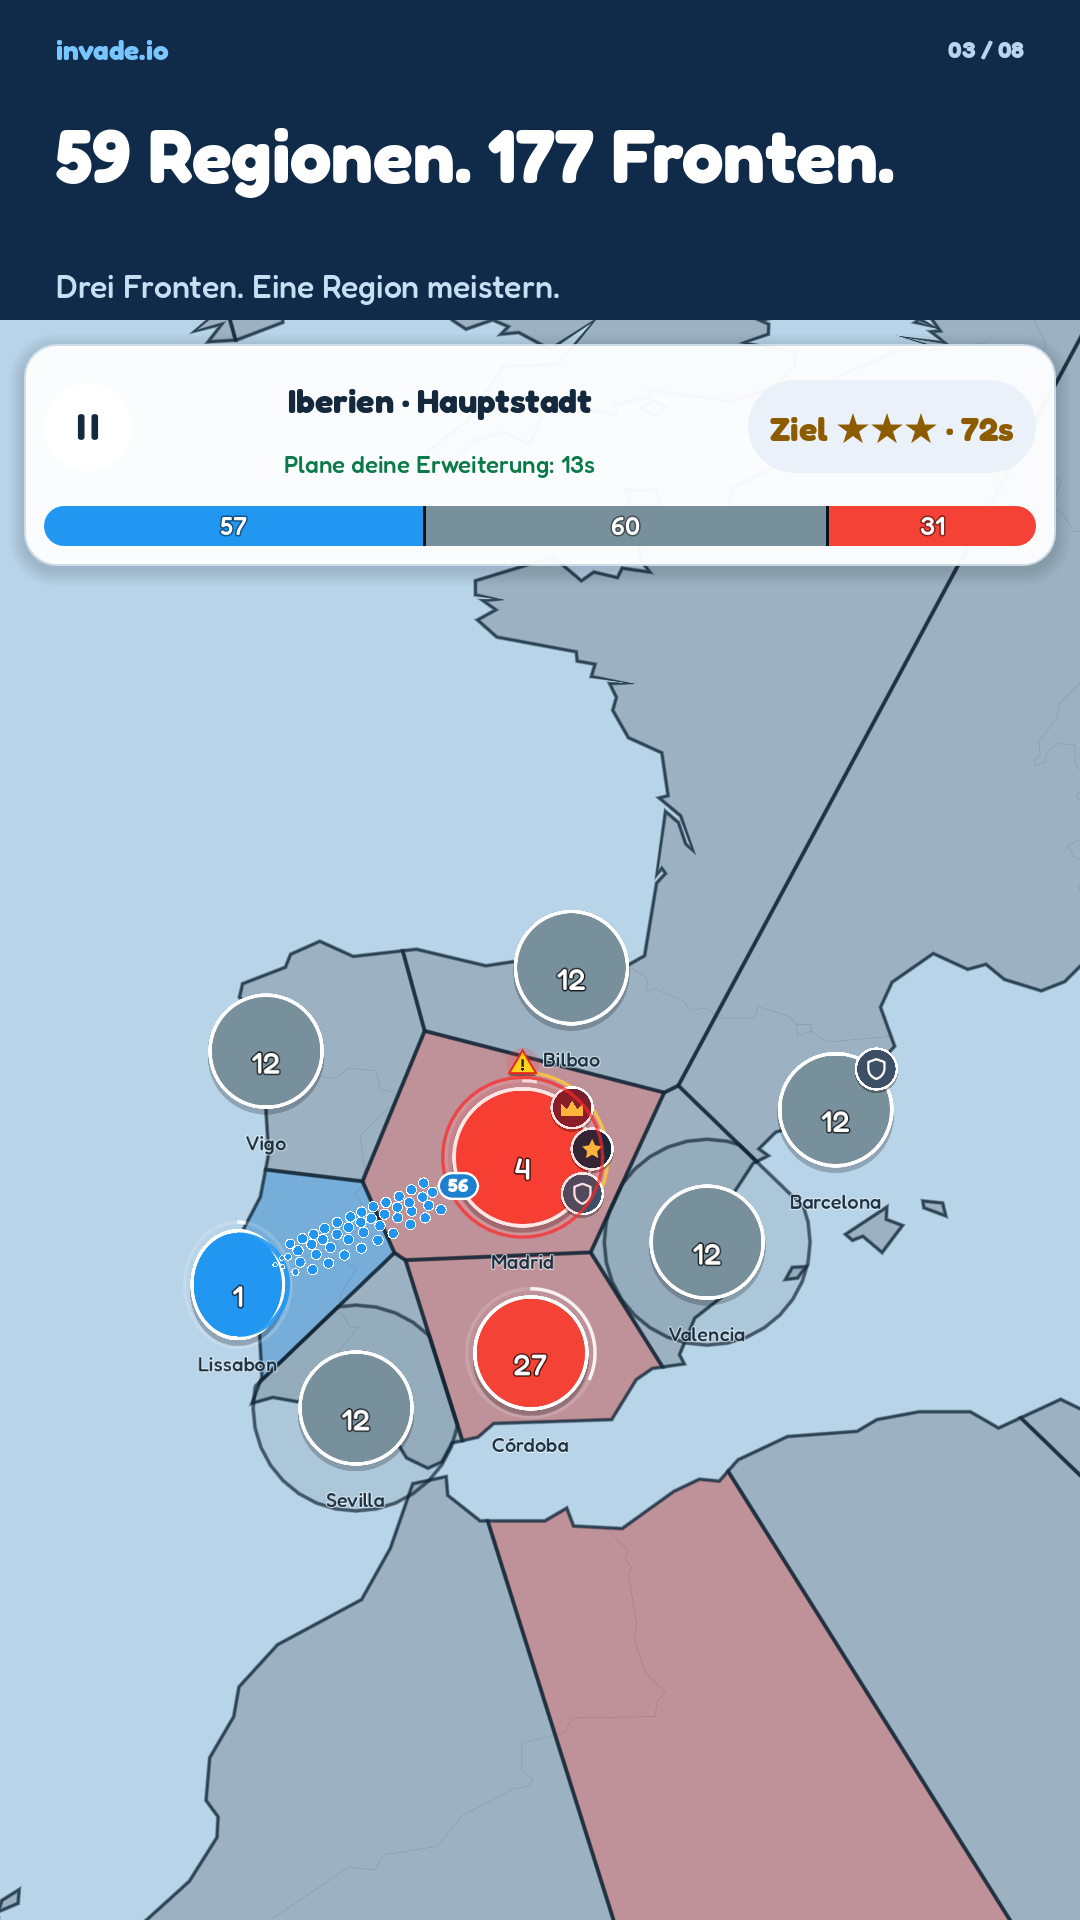 invade.io
03 / 08
59 Regionen. 177 Fronten.
Drei Fronten. Eine Region meistern.
Iberien · Hauptstadt
Ziel ★★★ · 72s
Plane deine Erweiterung: 13s
57
60
31
12
12
Bilbao
12
4
Vigo
56
Barcelona
12
Madrid
1
Valencia
Lissabon
27
12
Córdoba
Sevilla